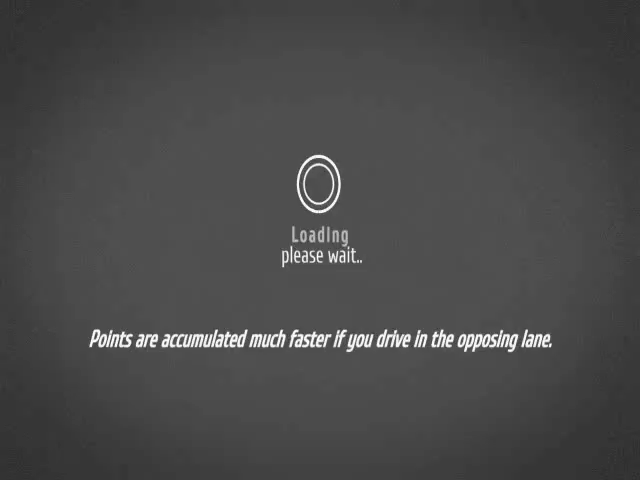 Loading
please wait..
Points are accumulated much faster if you drive in the opposing lane.